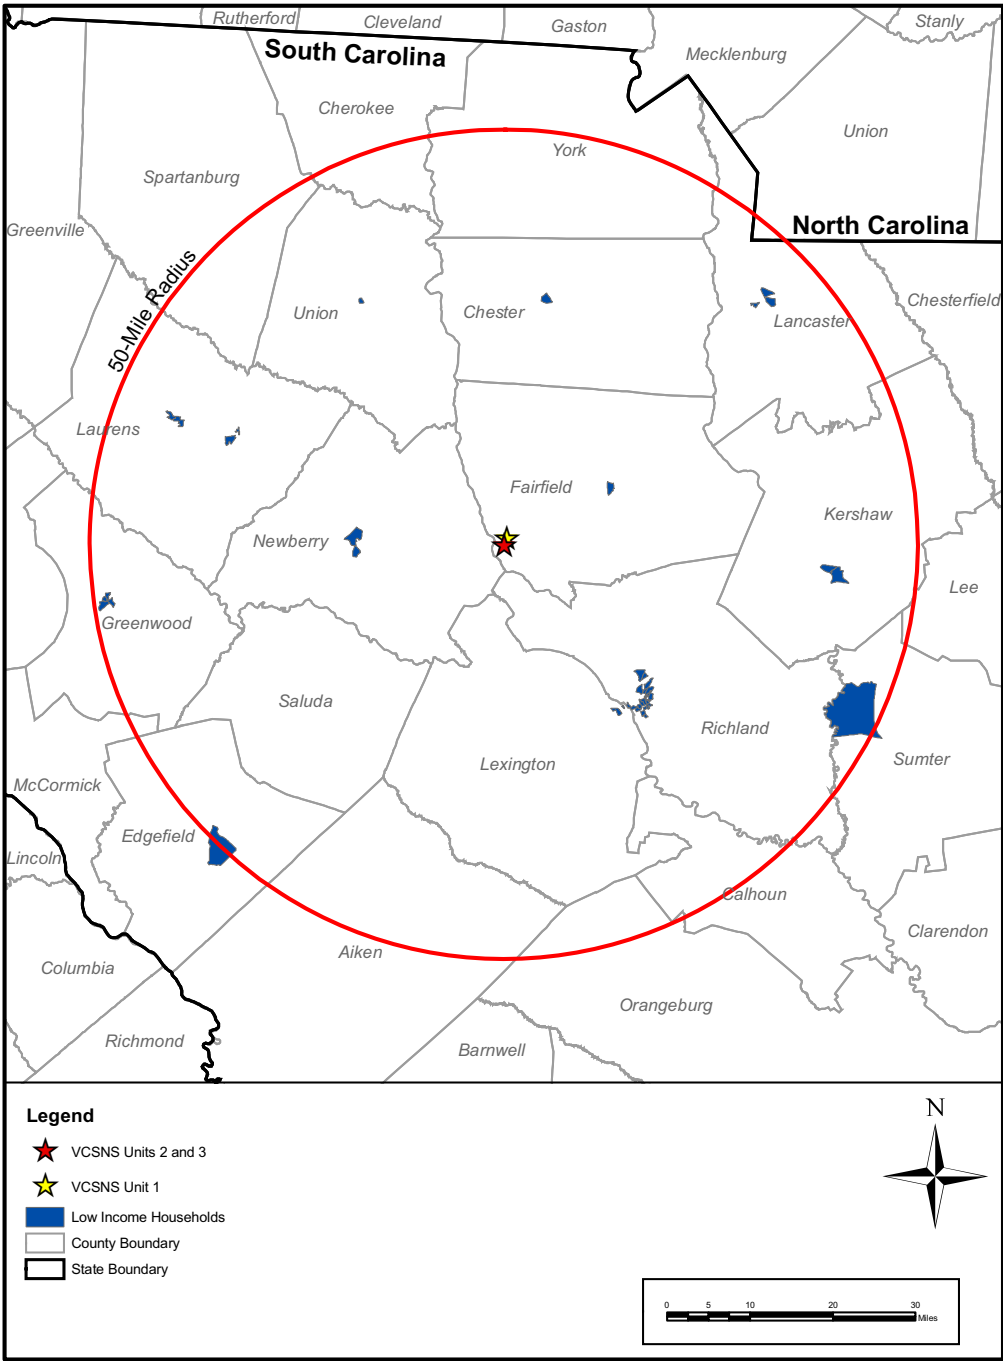 Rutherford
Cleveland
Gaston
Stanly
South Carolina
Mecklenburg
Cherokee
Union
York
Spartanburg
North Carolina
Greenville
50-Mile Radius
Union
Chester
Lancaster
Chesterfield
Laurens
Fairfield
Kershaw
Newberry
Lee
Greenwood
Saluda
Richland
Lexington
Sumter
McCormick
Edgefield
Lincoln
Calhoun
Clarendon
Aiken
Columbia
Orangeburg
Richmond
Barnwell
Legend
VCSNS Units 2 and 3
VCSNS Unit 1
Low Income Households
County Boundary
State Boundary
N
0 5 10 20 30
Miles